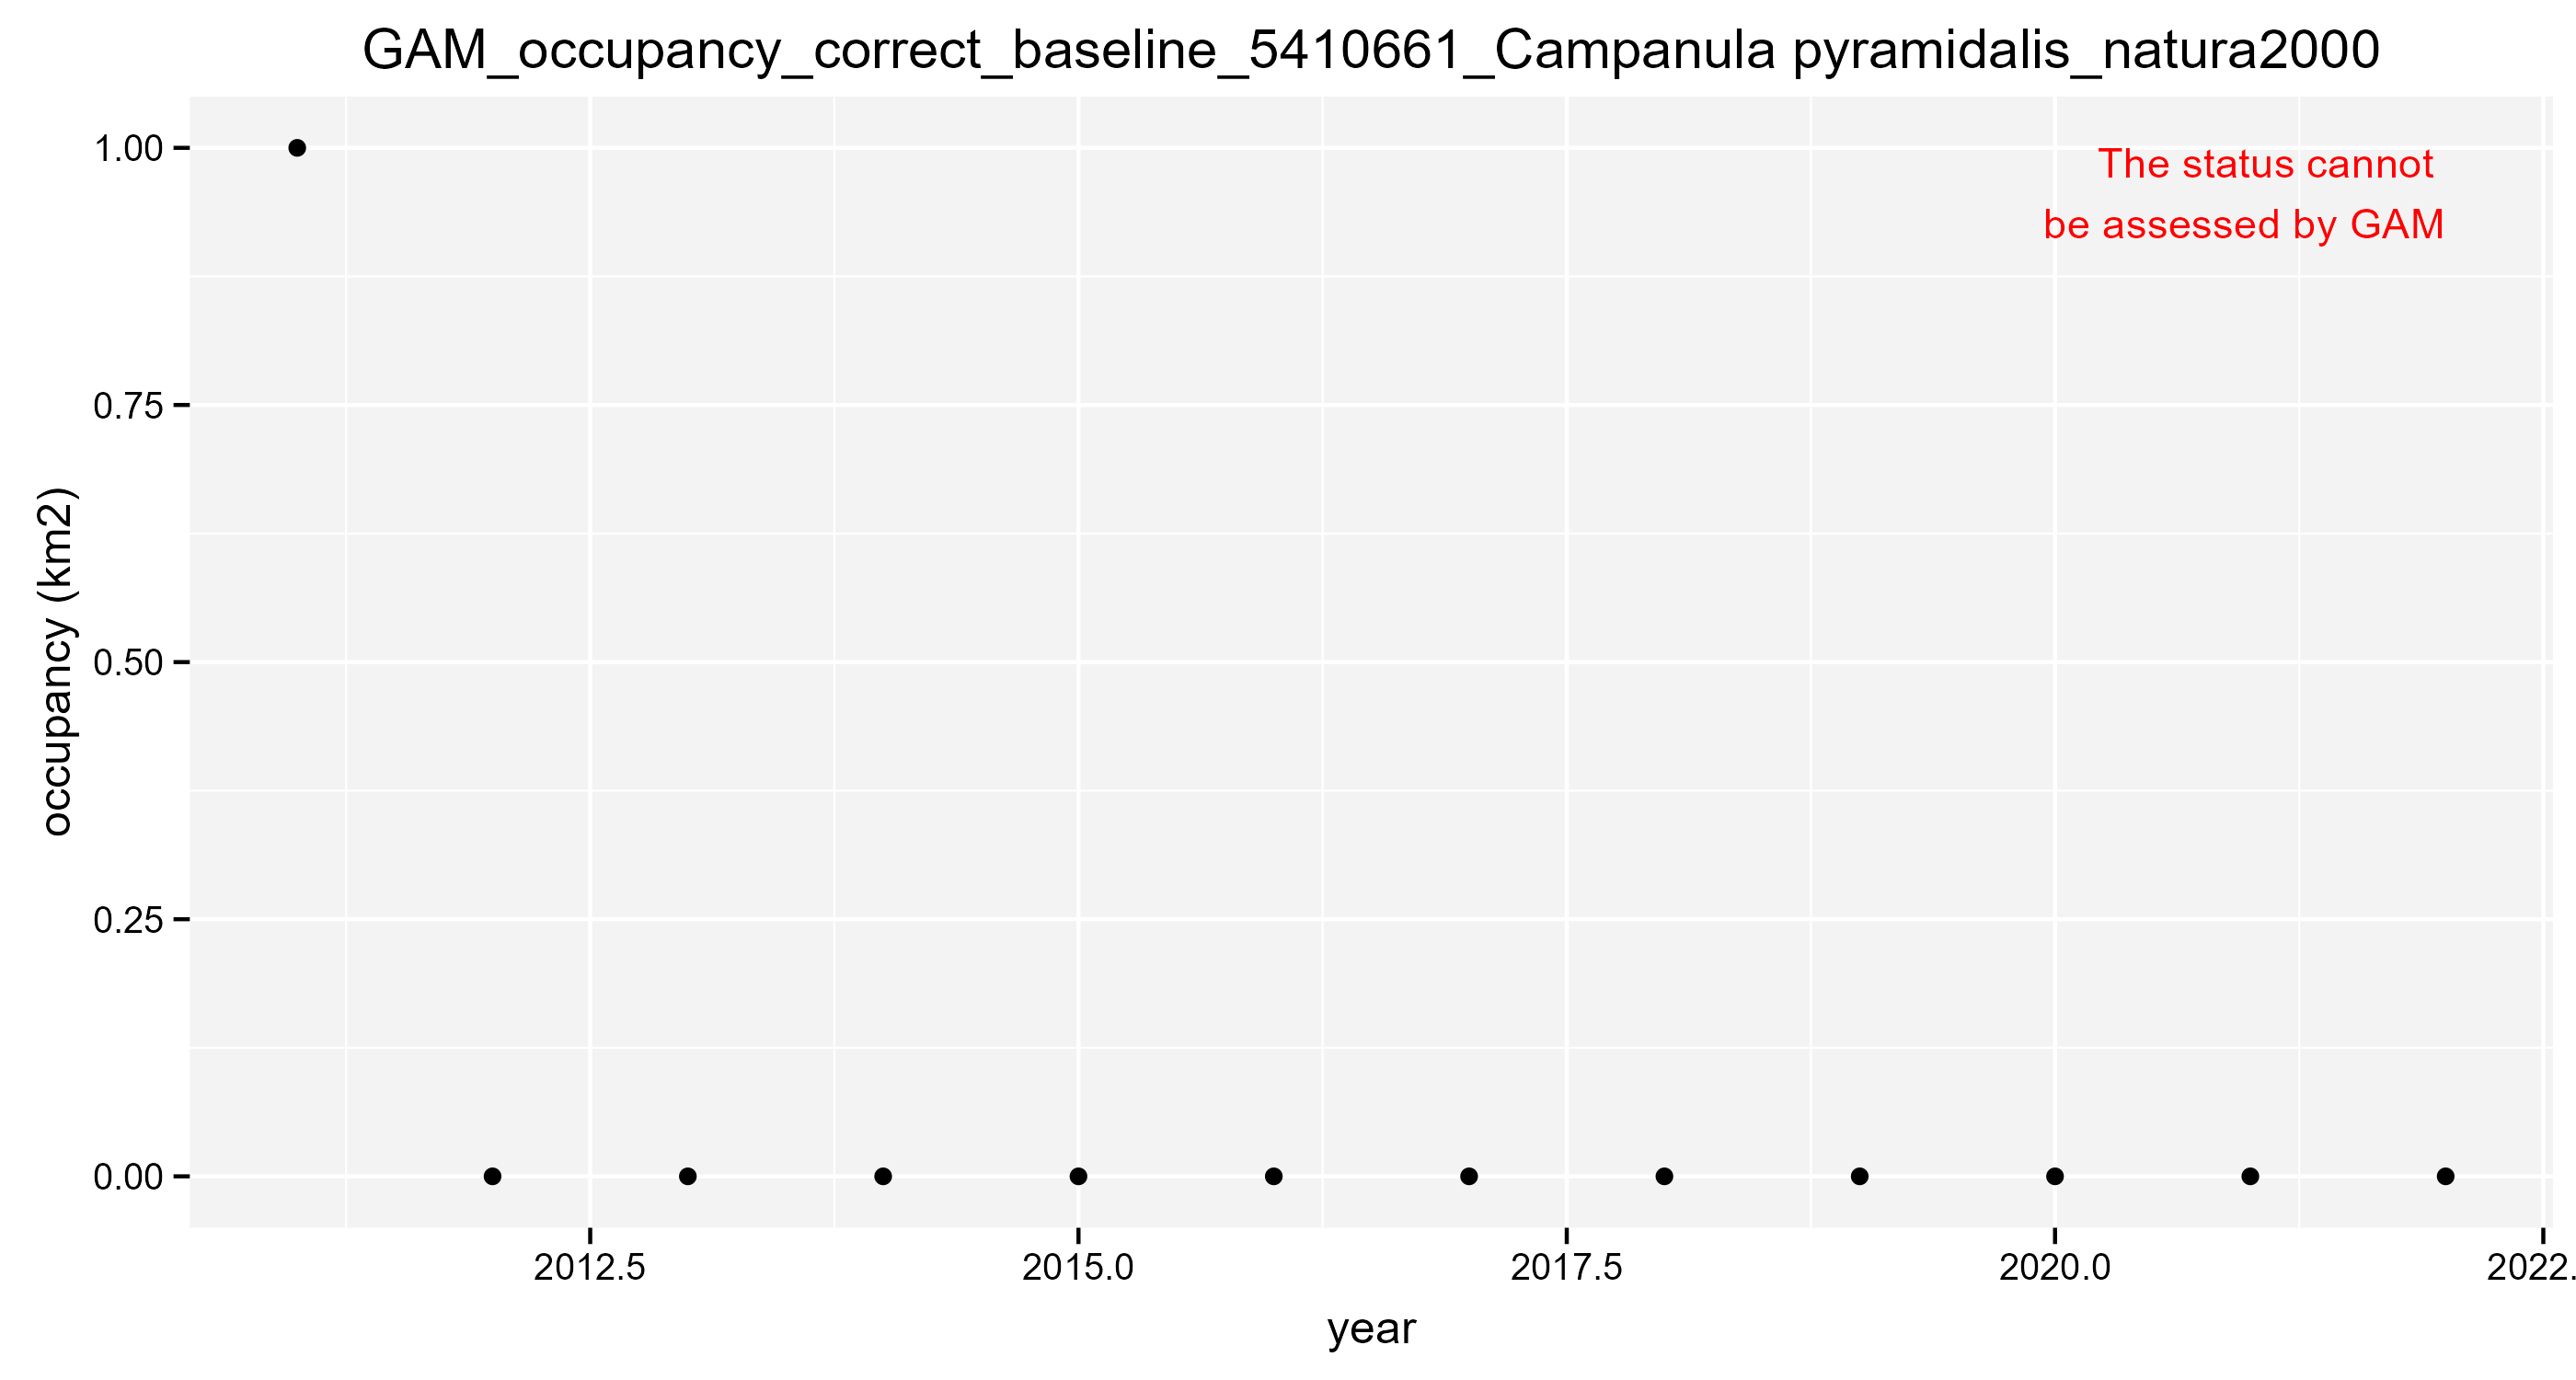 GAM_occupancy_correct_baseline_5410661_Campanula pyramidalis_natura2000
The status cannot
be assessed by GAM
occupancy (km2)
1.00
0.75
0.50
0.25
0.00
2012.5 2015.0 2017.5 2020.0 2022.
year